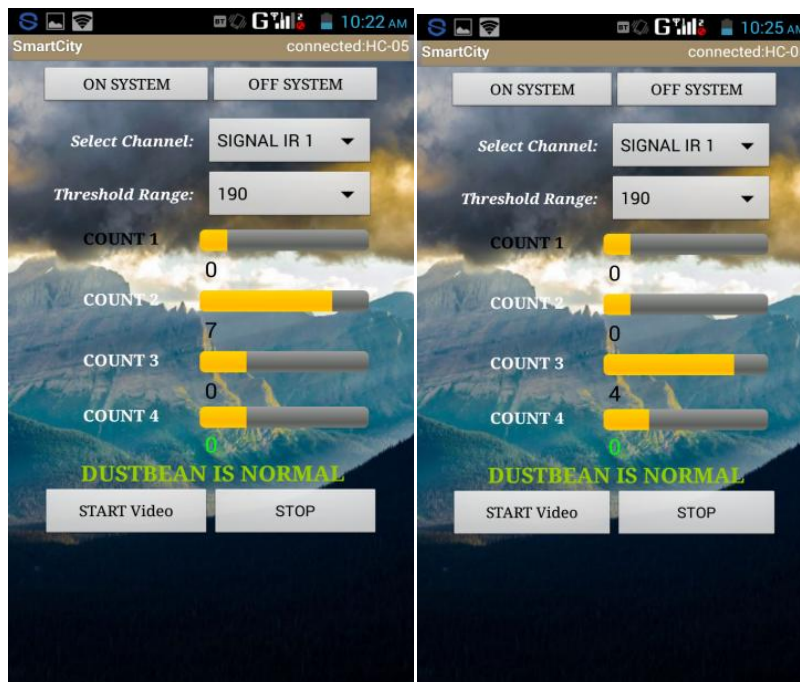 10:22 AM
SmartCity connected:HC-05
ON SYSTEM OFF SYSTEM
Select Channel: SIGNAL IR 1
Threshold Range: 190
COUNT 1
0
COUNT 2
7
COUNT 3
0
COUNT 4
0
DUSTBEAN IS NORMAL
START Video STOP
10:25 AM
SmartCity connected:HC-0
ON SYSTEM OFF SYSTEM
Select Channel: SIGNAL IR 1
Threshold Range: 190
COUNT 1
0
COUNT 2
0
COUNT 3
4
COUNT 4
0
DUSTBEAN IS NORMAL
START Video STOP